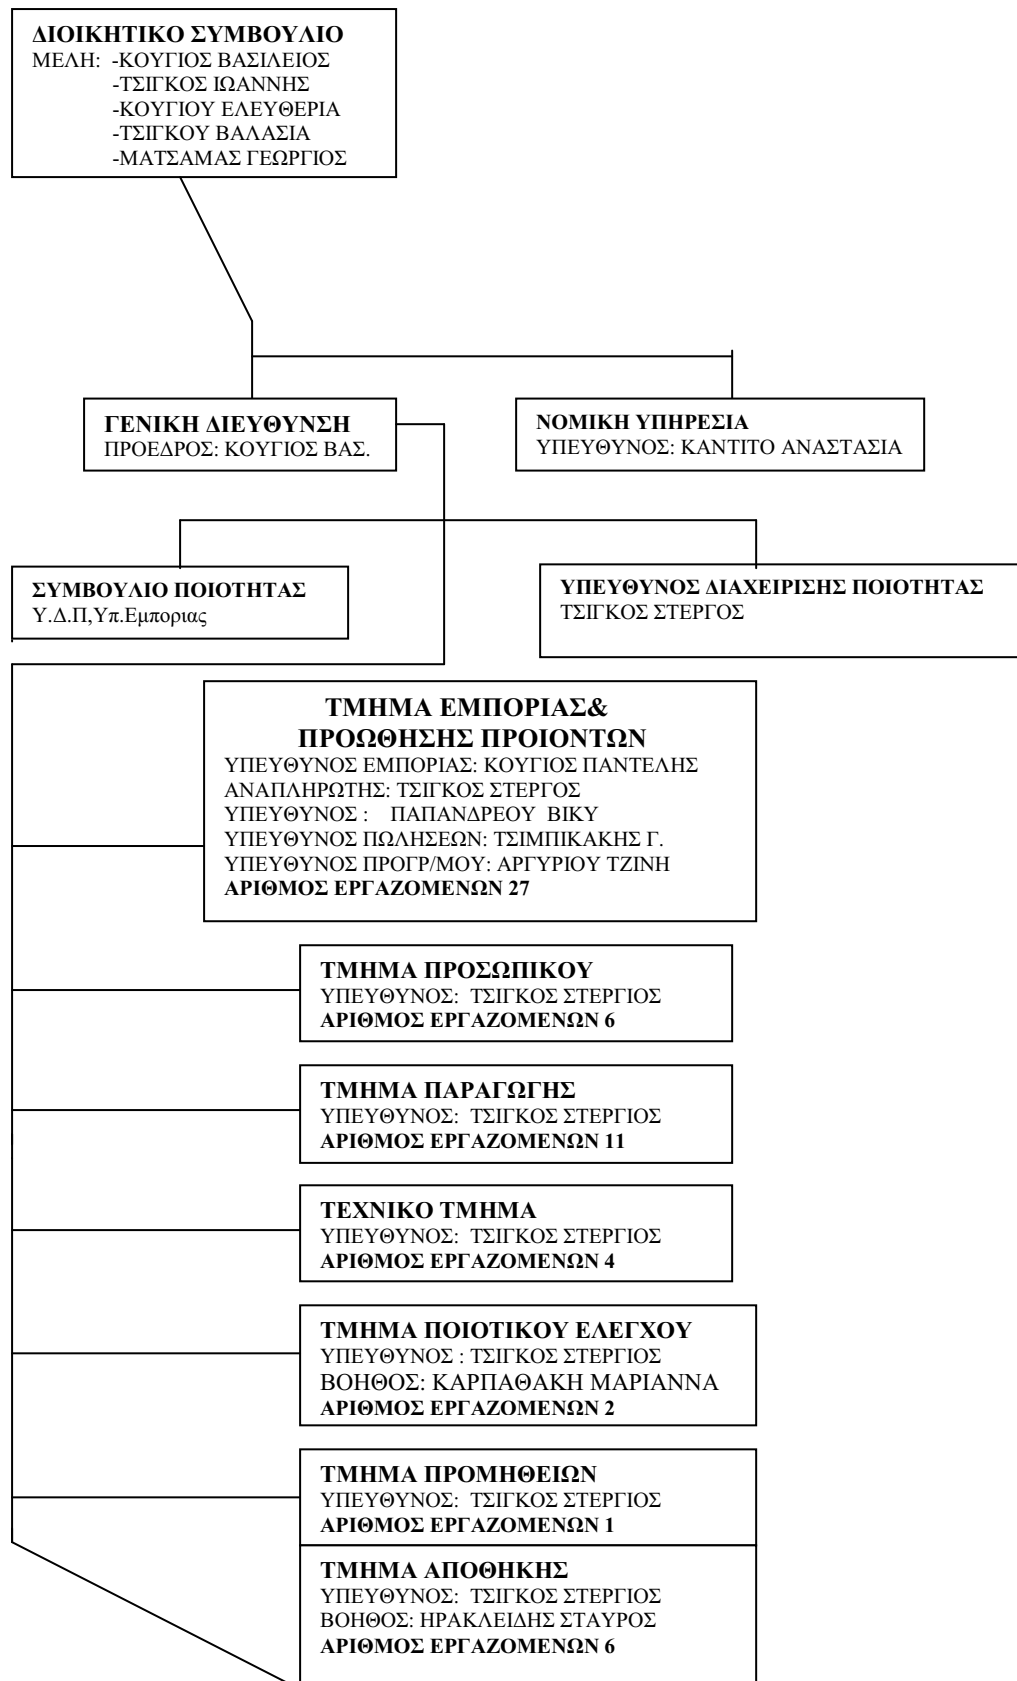 ΔΙΟΙΚΗΤΙΚΟ ΣΥΜΒΟΥΛΙΟ
ΜΕΛΗ: -ΚΟΥΓΙΟΣ ΒΑΣΙΛΕΙΟΣ
-ΤΣΙΓΚΟΣ ΙΩΑΝΝΗΣ
-ΚΟΥΓΙΟΥ ΕΛΕΥΘΕΡΙΑ
-ΤΣΙΓΚΟΥ ΒΑΛΑΣΙΑ
-ΜΑΤΣΑΜΑΣ ΓΕΩΡΓΙΟΣ
ΓΕΝΙΚΗ ΔΙΕΥΘΥΝΣΗ
ΠΡΟΕΔΡΟΣ: ΚΟΥΓΙΟΣ ΒΑΣ.
ΝΟΜΙΚΗ ΥΠΗΡΕΣΙΑ
ΥΠΕΥΘΥΝΟΣ: ΚΑΝΤΙΤΟ ΑΝΑΣΤΑΣΙΑ
ΣΥΜΒΟΥΛΙΟ ΠΟΙΟΤΗΤΑΣ
Υ.Δ.Π,Υπ.Εμποριας
ΥΠΕΥΘΥΝΟΣ ΔΙΑΧΕΙΡΙΣΗΣ ΠΟΙΟΤΗΤΑΣ
ΤΣΙΓΚΟΣ ΣΤΕΡΓΟΣ
ΤΜΗΜΑ ΕΜΠΟΡΙΑΣ&
ΠΡΟΩΘΗΣΗΣ ΠΡΟΙΟΝΤΩΝ
ΥΠΕΥΘΥΝΟΣ ΕΜΠΟΡΙΑΣ: ΚΟΥΓΙΟΣ ΠΑΝΤΕΛΗΣ
ΑΝΑΠΛΗΡΩΤΗΣ: ΤΣΙΓΚΟΣ ΣΤΕΡΓΟΣ
ΥΠΕΥΘΥΝΟΣ : ΠΑΠΑΝΔΡΕΟΥ ΒΙΚΥ
ΥΠΕΥΘΥΝΟΣ ΠΩΛΗΣΕΩΝ: ΤΣΙΜΠΙΚΑΚΗΣ Γ.
ΥΠΕΥΘΥΝΟΣ ΠΡΟΓΡ/ΜΟΥ: ΑΡΓΥΡΙΟΥ ΤΖΙΝΗ
ΑΡΙΘΜΟΣ ΕΡΓΑΖΟΜΕΝΩΝ 27
ΤΜΗΜΑ ΠΡΟΣΩΠΙΚΟΥ
ΥΠΕΥΘΥΝΟΣ: ΤΣΙΓΚΟΣ ΣΤΕΡΓΙΟΣ
ΑΡΙΘΜΟΣ ΕΡΓΑΖΟΜΕΝΩΝ 6
ΤΜΗΜΑ ΠΑΡΑΓΩΓΗΣ
ΥΠΕΥΘΥΝΟΣ: ΤΣΙΓΚΟΣ ΣΤΕΡΓΙΟΣ
ΑΡΙΘΜΟΣ ΕΡΓΑΖΟΜΕΝΩΝ 11
ΤΕΧΝΙΚΟ ΤΜΗΜΑ
ΥΠΕΥΘΥΝΟΣ: ΤΣΙΓΚΟΣ ΣΤΕΡΓΙΟΣ
ΑΡΙΘΜΟΣ ΕΡΓΑΖΟΜΕΝΩΝ 4
ΤΜΗΜΑ ΠΟΙΟΤΙΚΟΥ ΕΛΕΓΧΟΥ
ΥΠΕΥΘΥΝΟΣ : ΤΣΙΓΚΟΣ ΣΤΕΡΓΙΟΣ
ΒΟΗΘΟΣ: ΚΑΡΠΑΘΑΚΗ ΜΑΡΙΑΝΝΑ
ΑΡΙΘΜΟΣ ΕΡΓΑΖΟΜΕΝΩΝ 2
ΤΜΗΜΑ ΠΡΟΜΗΘΕΙΩΝ
ΥΠΕΥΘΥΝΟΣ: ΤΣΙΓΚΟΣ ΣΤΕΡΓΙΟΣ
ΑΡΙΘΜΟΣ ΕΡΓΑΖΟΜΕΝΩΝ 1
ΤΜΗΜΑ ΑΠΟΘΗΚΗΣ
ΥΠΕΥΘΥΝΟΣ: ΤΣΙΓΚΟΣ ΣΤΕΡΓΙΟΣ
ΒΟΗΘΟΣ: ΗΡΑΚΛΕΙΔΗΣ ΣΤΑΥΡΟΣ
ΑΡΙΘΜΟΣ ΕΡΓΑΖΟΜΕΝΩΝ 6